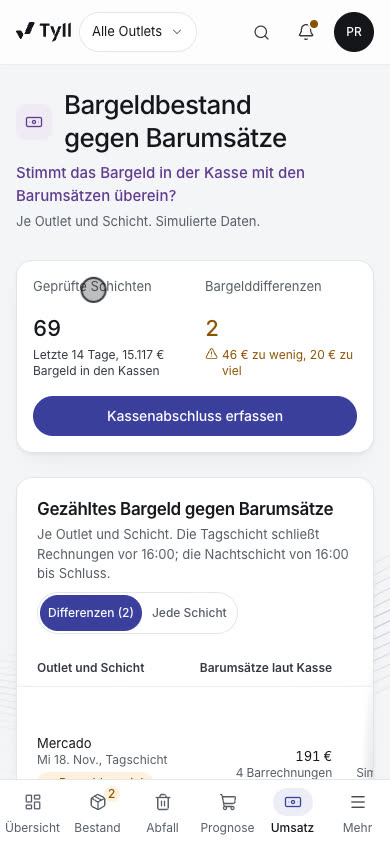 Tyll
Alle Outlets
PR
Bargeldbestand
gegen Barumsätze
Stimmt das Bargeld in der Kasse mit den
Barumsätzen überein?
Je Outlet und Schicht. Simulierte Daten.
Geprüfte Schichten
Bargelddifferenzen
69
2
Letzte 14 Tage, 15.117 €
Bargeld in den Kassen
46 € zu wenig, 20 € zu
viel
Kassenabschluss erfassen
Gezähltes Bargeld gegen Barumsätze
Je Outlet und Schicht. Die Tagschicht schließt
Rechnungen vor 16:00; die Nachtschicht von 16:00
bis Schluss.
Differenzen (2)
Jede Schicht
Outlet und Schicht
Barumsätze laut Kasse
Mercado
Mi 18. Nov., Tagschicht
191 €
4 Barrechnungen
2
Übersicht
Bestand
Abfall
Prognose
Umsatz
Mehr